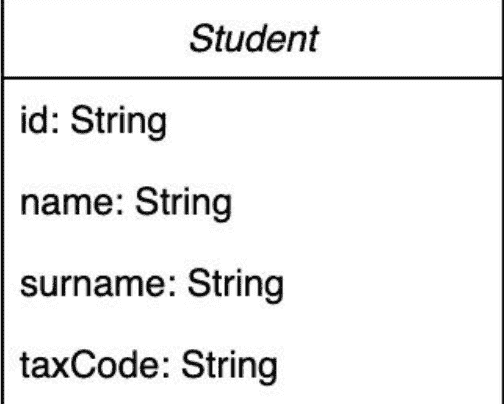 Student
id: String
name: String
surname: String
taxCode: String